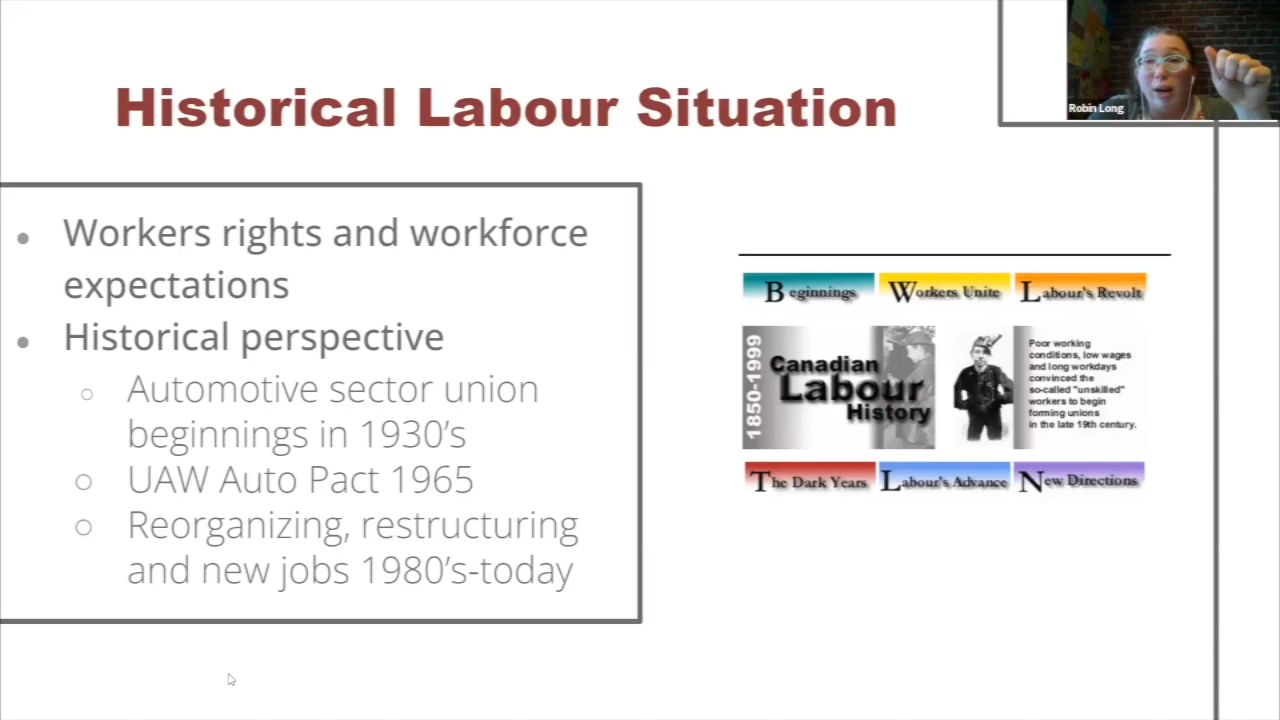 Historical Labour Situation
Robin Long
Workers rights and workforce
expectations
Historical perspective
Automotive sector union
beginnings in 1930's
UAW Auto Pact 1965
Reorganizing, restructuring
and new jobs 1980's-today
Beginnings
Workers Unite
Labour's Revolt
1850-1999
Canadian
Labour
History
Poor working
conditions, low wages
and long workdays
convinced the
so-called "unskilled"
workers to begin
forming unions
in the late 19th century.
The Dark Years
Labour's Advance
New Directions